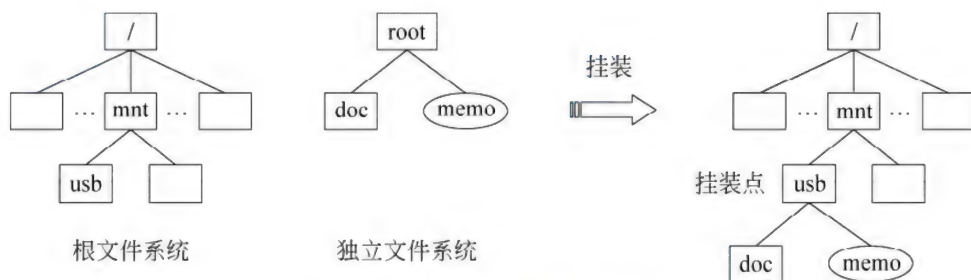 / root /
挂装
… mnt … doc memo … mnt …
usb 挂装点 usb
根文件系统 独立文件系统
doc memo